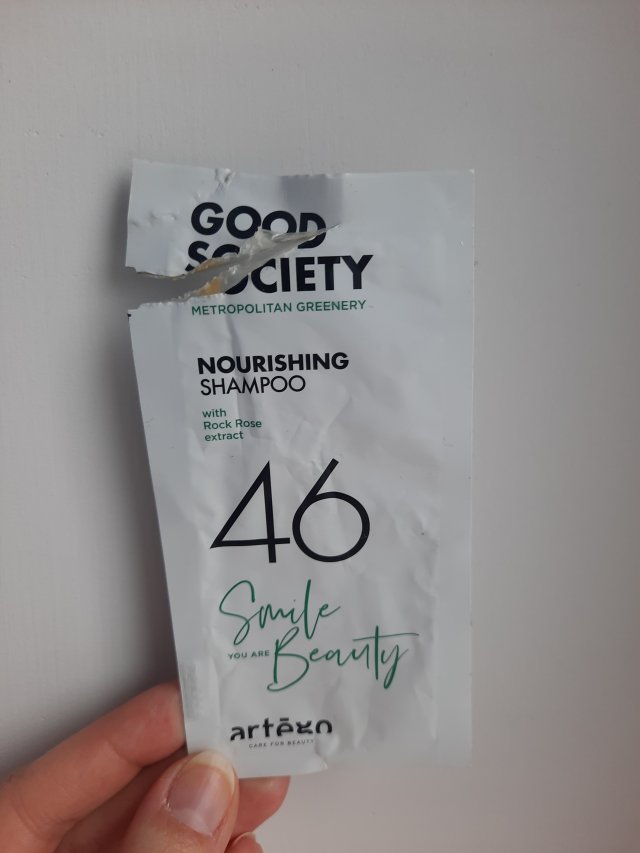 GOOD
SOCIETY
METROPOLITAN GREENERY
NOURISHING
SHAMPOO
with
Rock Rose
extract
46
Smile
YOU ARE
Beauty
artègo
CARE FOR BEAUTY